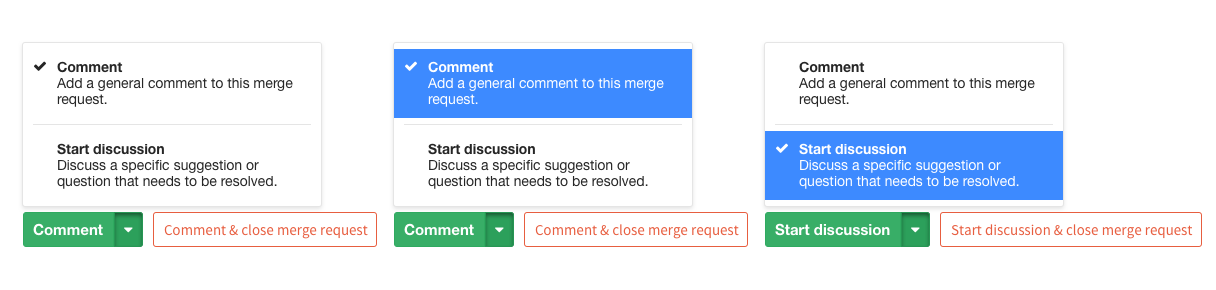 Comment
Add a general comment to this merge
request.
Start discussion
Discuss a specific suggestion or
question that needs to be resolved.
Comment
Comment & close merge request
Comment
Add a general comment to this merge
request.
Start discussion
Discuss a specific suggestion or
question that needs to be resolved.
Comment
Comment & close merge request
Comment
Add a general comment to this merge
request.
Start discussion
Discuss a specific suggestion or
question that needs to be resolved.
Start discussion
Start discussion & close merge request